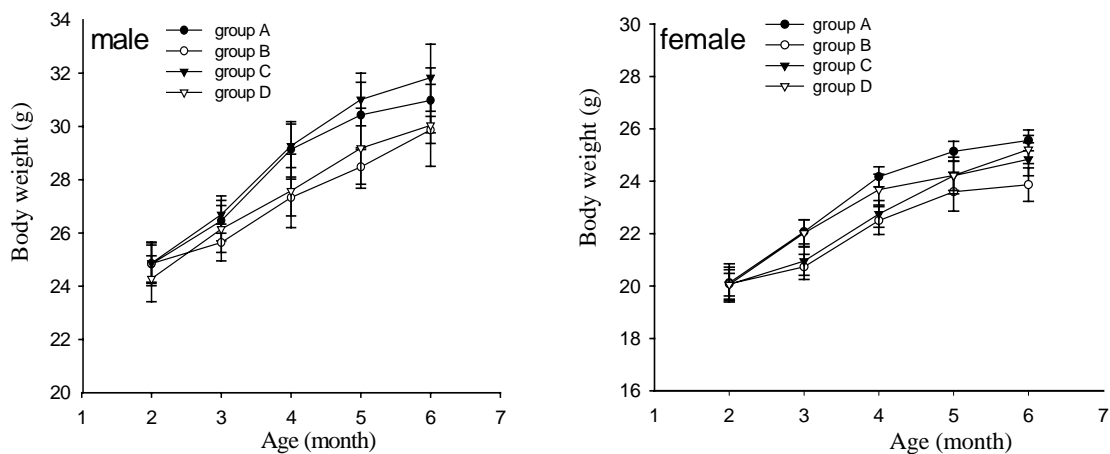 male
group A
group B
group C
group D
Body weight (g)
34
32
30
28
26
24
22
20
1 2 3 4 5 6 7
Age (month)
female
group A
group B
group C
group D
Body weight (g)
30
28
26
24
22
20
18
16
1 2 3 4 5 6 7
Age (month)